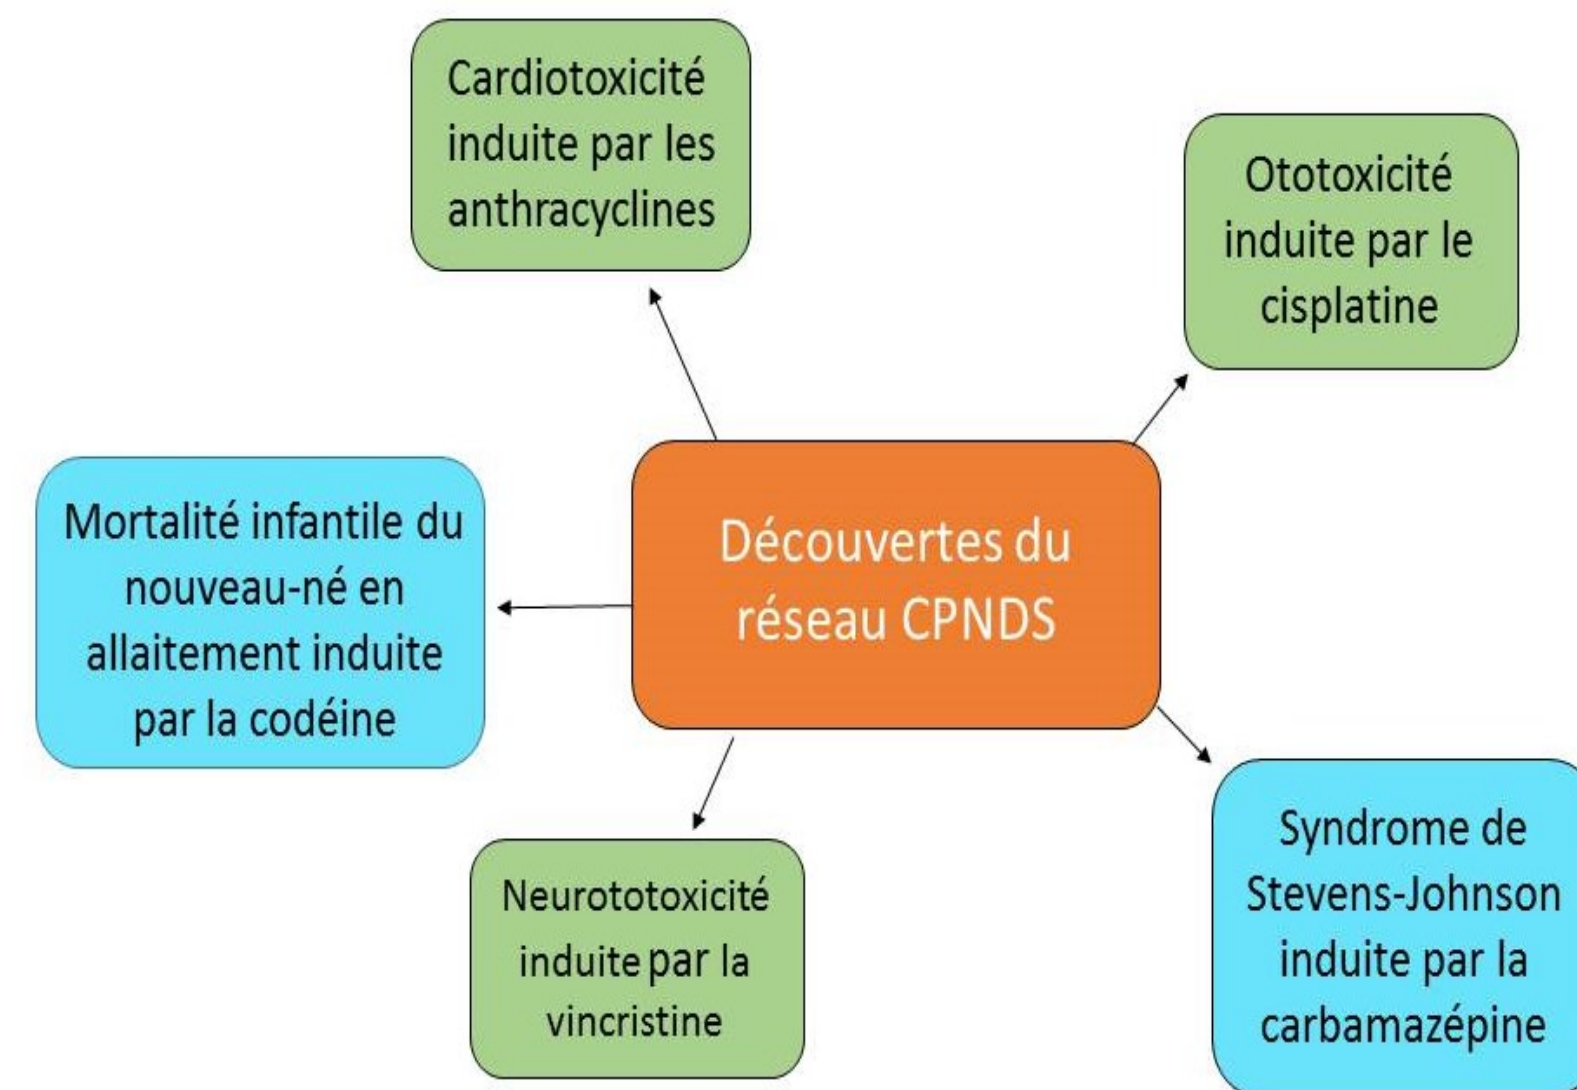 Cardiotoxicité
induite par les
anthracyclines
Ototoxicité
induite par le
cisplatine
Découvertes du
réseau CPNDS
Mortalité infantile du
nouveau-né en
allaitement induite
par la codéine
Neurototoxicité
induite par la
vincristine
Syndrome de
Stevens-Johnson
induite par la
carbamazépine